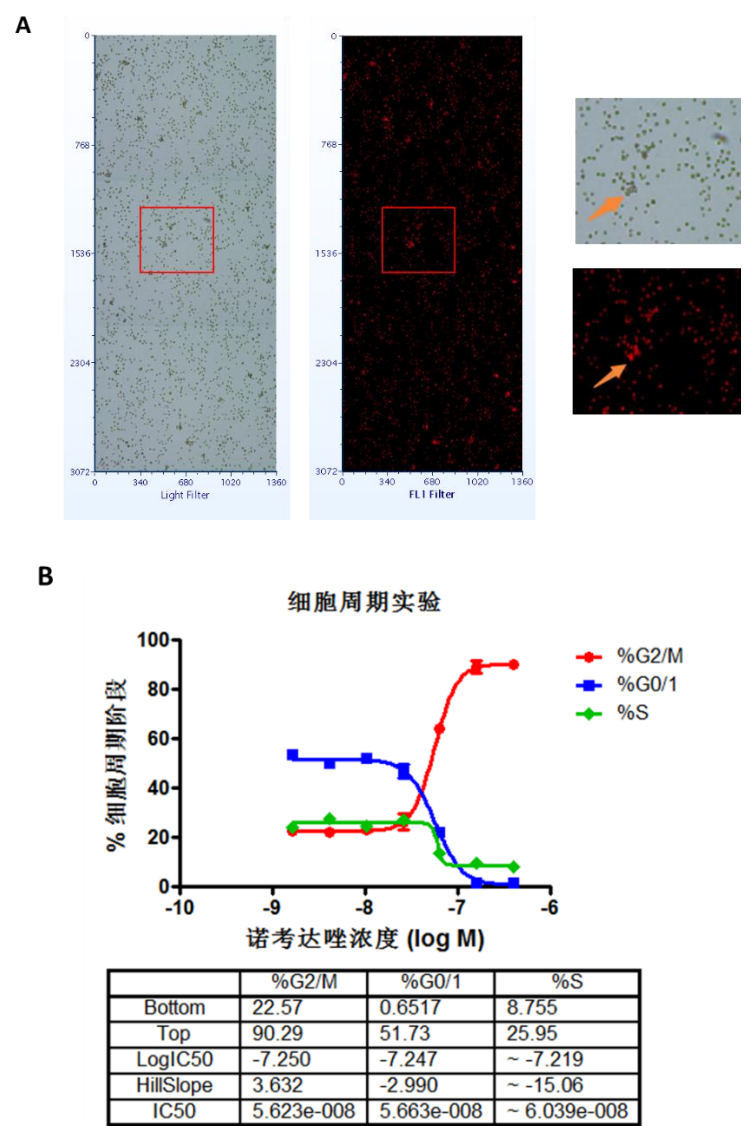 A
0
768
1536
2304
3072
0 340 680 1020 1360
Light Filter
0
768
1536
2304
3072
0 340 680 1020 1360
FL1 Filter
B
细胞周期实验
100
80
60
40
20
0
% 细胞周期阶段
-10 -9 -8 -7 -6
诺考达唑浓度 (log M)
%G2/M
%G0/1
%S
%G2/M %G0/1 %S
Bottom 22.57 0.6517 8.755
Top 90.29 51.73 25.95
LogIC50 -7.250 -7.247 ~ -7.219
HillSlope 3.632 -2.990 ~ -15.06
IC50 5.623e-008 5.663e-008 ~ 6.039e-008